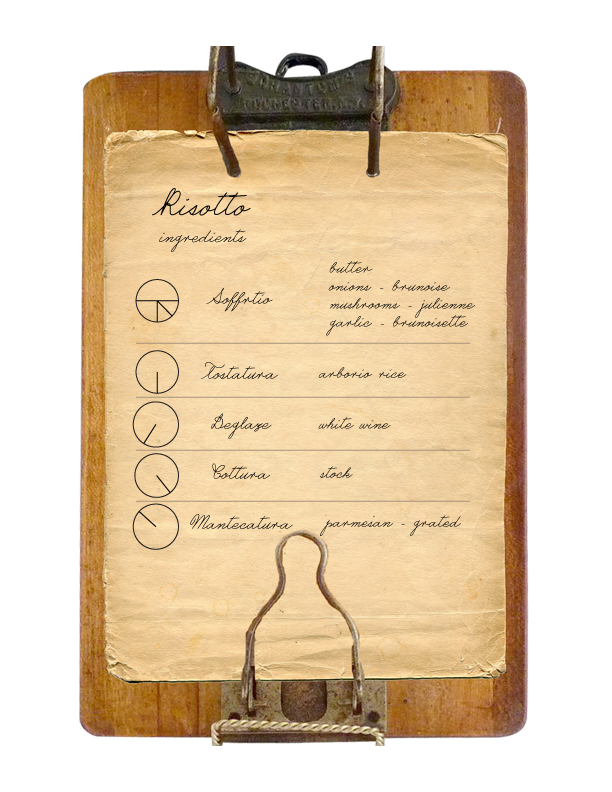 Risotto
ingredients
Soffrtio
butter
onions - brunoise
mushrooms - julienne
garlic - brunoisette
Tostatura
arborio rice
Deglaze
white wine
Cottura
stock
Mantecatura
parmesan - grated